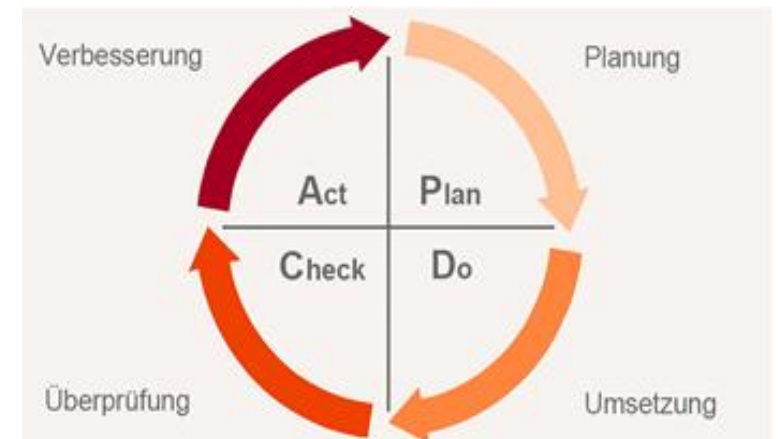 Verbesserung
Planung
Act
Plan
Check
Do
Überprüfung
Umsetzung